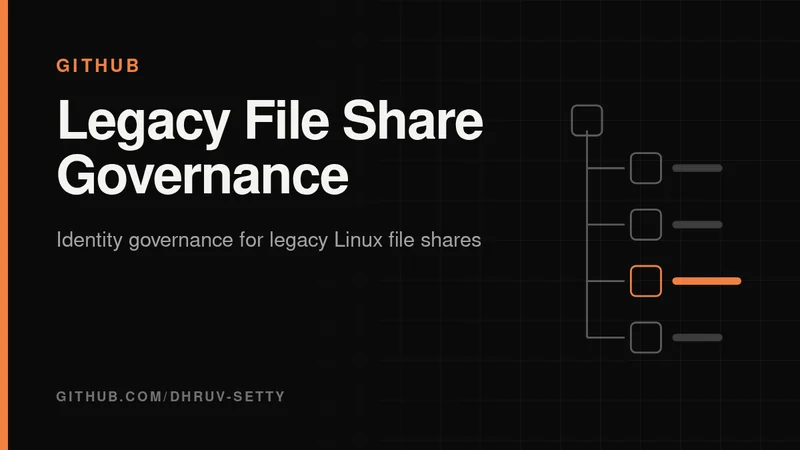 GITHUB
Legacy File Share
Governance
Identity governance for legacy Linux file shares
GITHUB.COM/DHRUV-SETTY